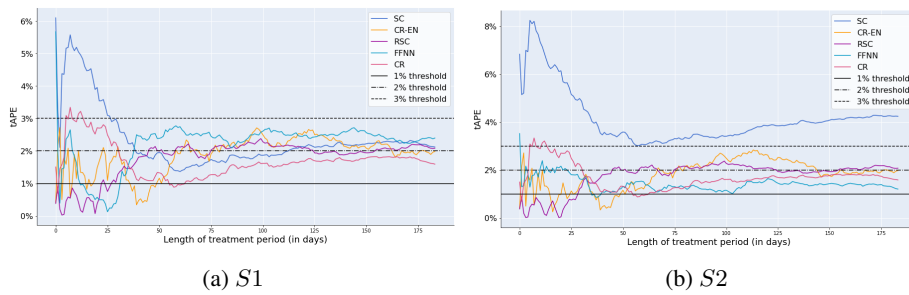 6%
5%
4%
3%
2%
1%
0%
tAPE
SC
CR-EN
RSC
FFNN
CR
1% threshold
2% threshold
3% threshold
0
25
50
75
100
125
150
175
Length of treatment period (in days)
(a) S1
8%
6%
4%
2%
0%
tAPE
SC
CR-EN
RSC
FFNN
CR
1% threshold
2% threshold
3% threshold
0
25
50
75
100
125
150
175
Length of treatment period (in days)
(b) S2